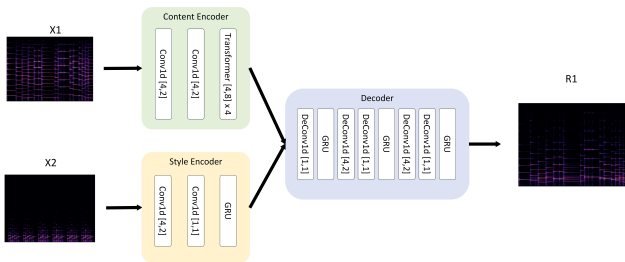 X1
Content Encoder
Conv1d [4,2]
Conv1d [4,2]
Transformer [4,8] x 4
X2
Style Encoder
Conv1d [4,2]
Conv1d [1,1]
GRU
Decoder
DeConv1d [1,1]
GRU
DeConv1d [4,2]
DeConv1d [1,1]
GRU
DeConv1d [4,2]
DeConv1d [1,1]
GRU
R1